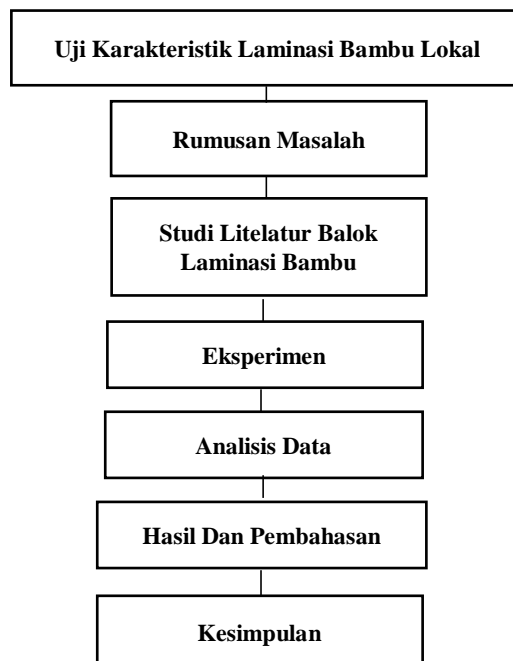 Uji Karakteristik Laminasi Bambu Lokal
Rumusan Masalah
Studi Litelatur Balok
Laminasi Bambu
Eksperimen
Analisis Data
Hasil Dan Pembahasan
Kesimpulan